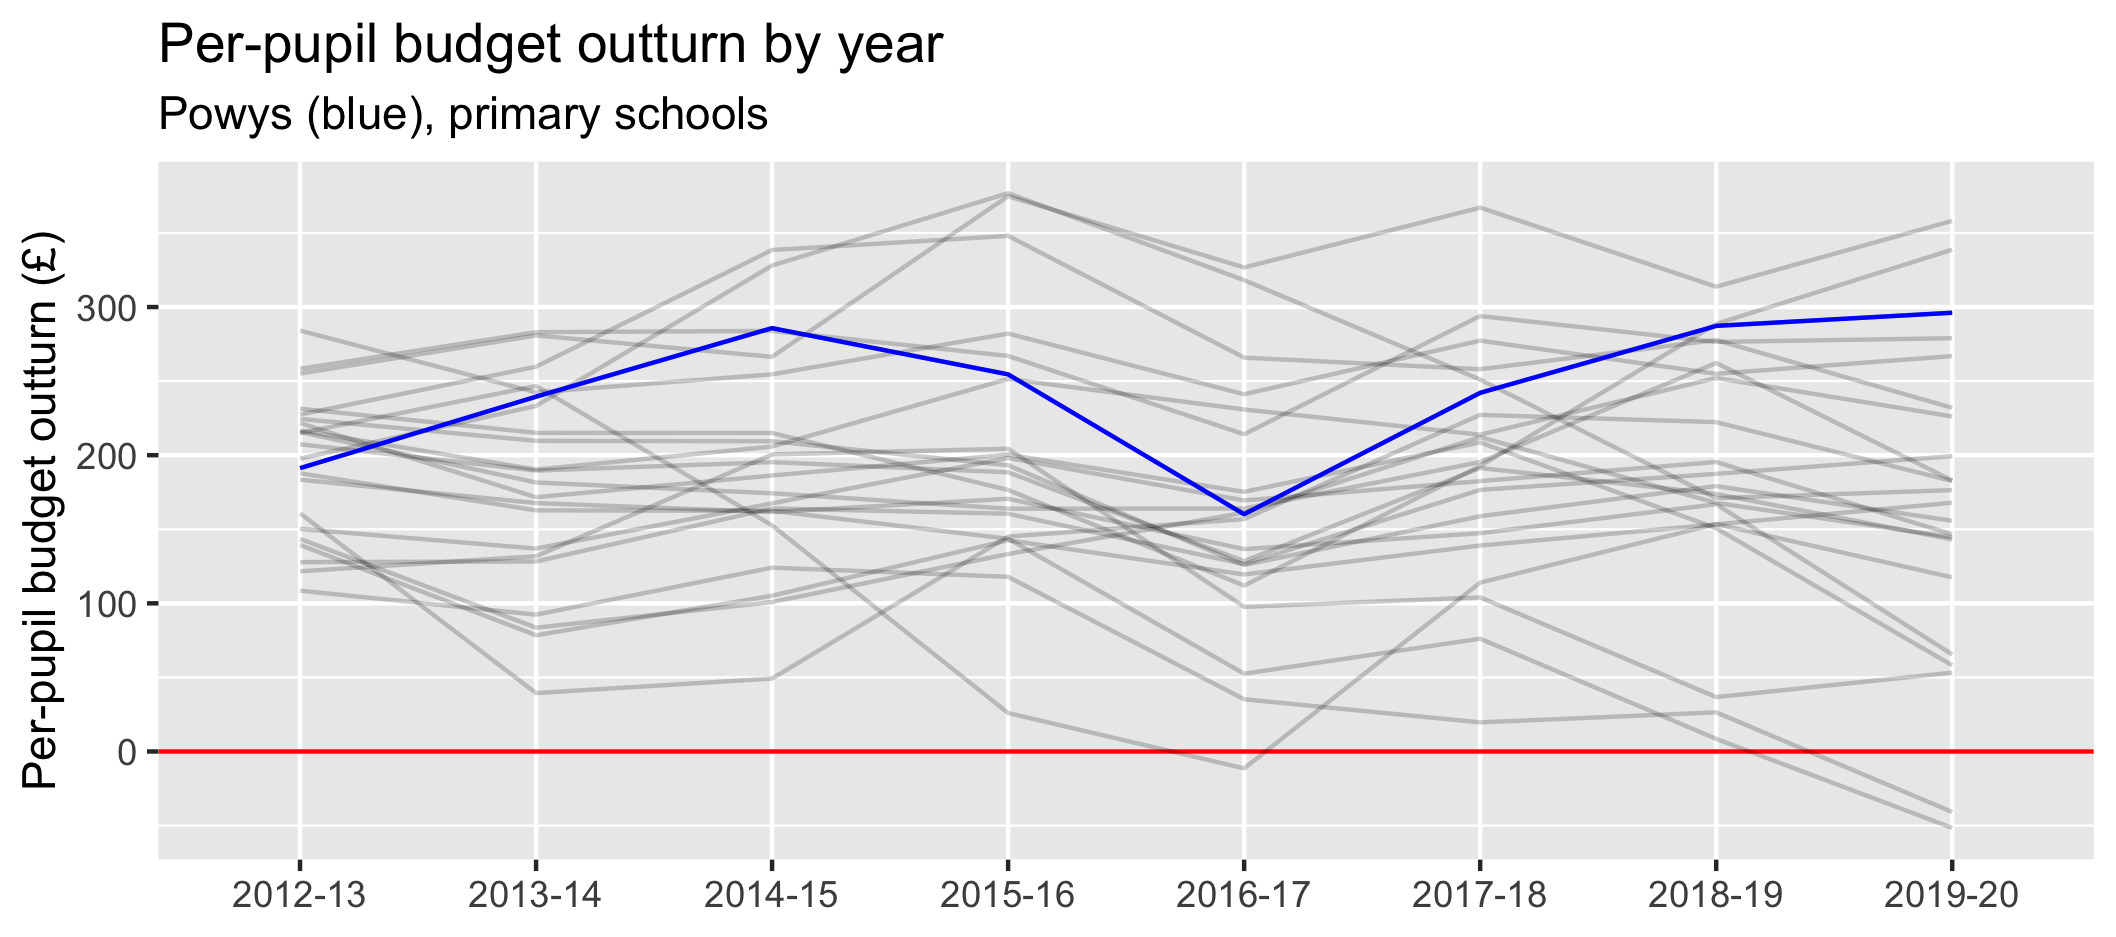 Per-pupil budget outturn by year
Powys (blue), primary schools
Per-pupil budget outturn (£)
300
200
100
0
2012-13 2013-14 2014-15 2015-16 2016-17 2017-18 2018-19 2019-20